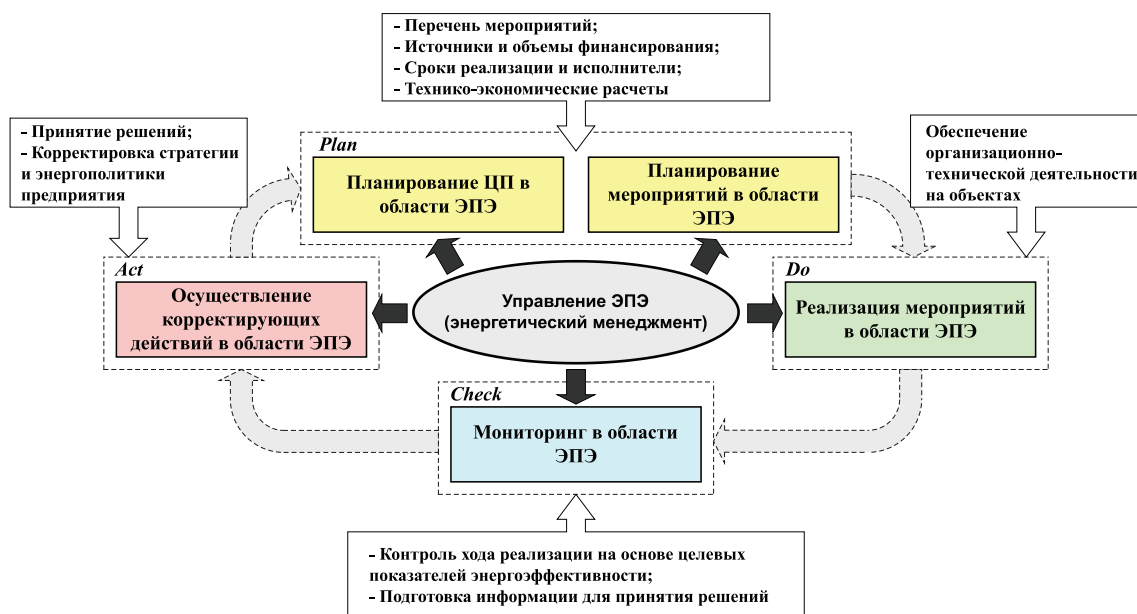 - Перечень мероприятий;
- Источники и объемы финансирования;
- Сроки реализации и исполнители;
- Технико-экономические расчеты
- Принятие решений;
- Корректировка стратегии
и энергополитики
предприятия
Обеспечение
организационно-
технической деятельности
на объектах
Plan
Планирование ЦП в
области ЭПЭ
Планирование
мероприятий в области
ЭПЭ
Act
Осуществление
корректирующих
действий в области ЭПЭ
Управление ЭПЭ
(энергетический менеджмент)
Do
Реализация мероприятий
в области ЭПЭ
Check
Мониторинг в области
ЭПЭ
- Контроль хода реализации на основе целевых
показателей энергоэффективности;
- Подготовка информации для принятия решений